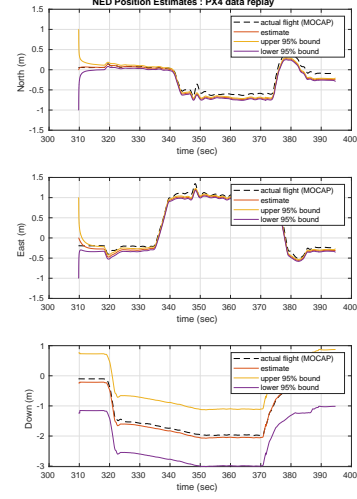 NED Position Estimates : PX4 data replay
1.5
1
0.5
0
-0.5
-1
-1.5
North (m)
actual flight (MOCAP)
estimate
upper 95% bound
lower 95% bound
300 310 320 330 340 350 360 370 380 390 400
time (sec)
1.5
1
0.5
0
-0.5
-1
-1.5
East (m)
actual flight (MOCAP)
estimate
upper 95% bound
lower 95% bound
300 310 320 330 340 350 360 370 380 390 400
time (sec)
1
0
-1
-2
-3
Down (m)
actual flight (MOCAP)
estimate
upper 95% bound
lower 95% bound
300 310 320 330 340 350 360 370 380 390 400
time (sec)